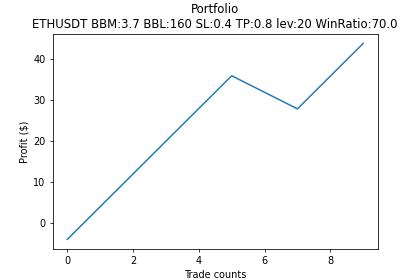 Portfolio
ETHUSDT BBM:3.7 BBL:160 SL:0.4 TP:0.8 lev:20 WinRatio:70.0
40
30
20
10
0
Profit ($)
0 2 4 6 8
Trade counts